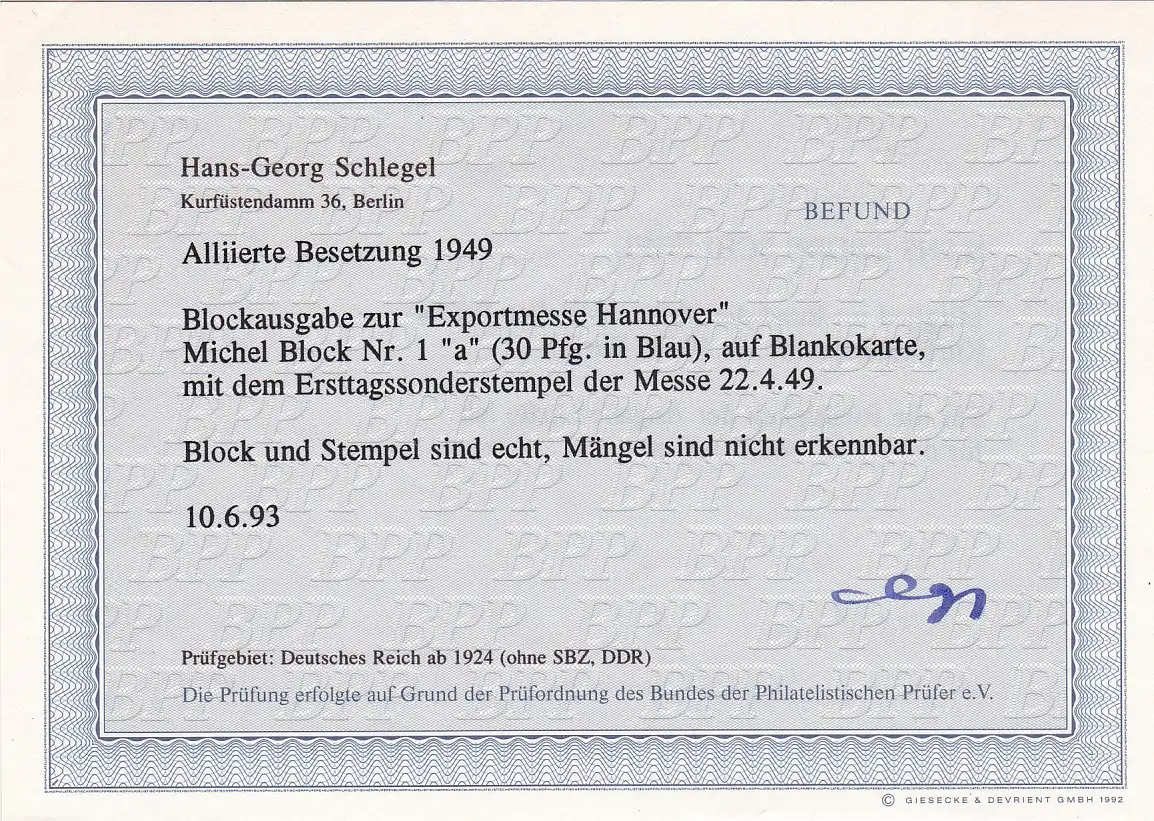 Hans-Georg Schlegel
Kurfüstendamm 36, Berlin
BEFUND
Alliierte Besetzung 1949
Blockausgabe zur "Exportmesse Hannover"
Michel Block Nr. 1 "a" (30 Pfg. in Blau), auf Blankokarte,
mit dem Ersttagssonderstempel der Messe 22.4.49.
Block und Stempel sind echt, Mängel sind nicht erkennbar.
10.6.93
Prüfgebiet: Deutsches Reich ab 1924 (ohne SBZ, DDR)
Die Prüfung erfolgte auf Grund der Prüfordnung des Bundes der Philatelistischen Prüfer e.V.
© GIESECKE & DEVRIENT GMBH 1992